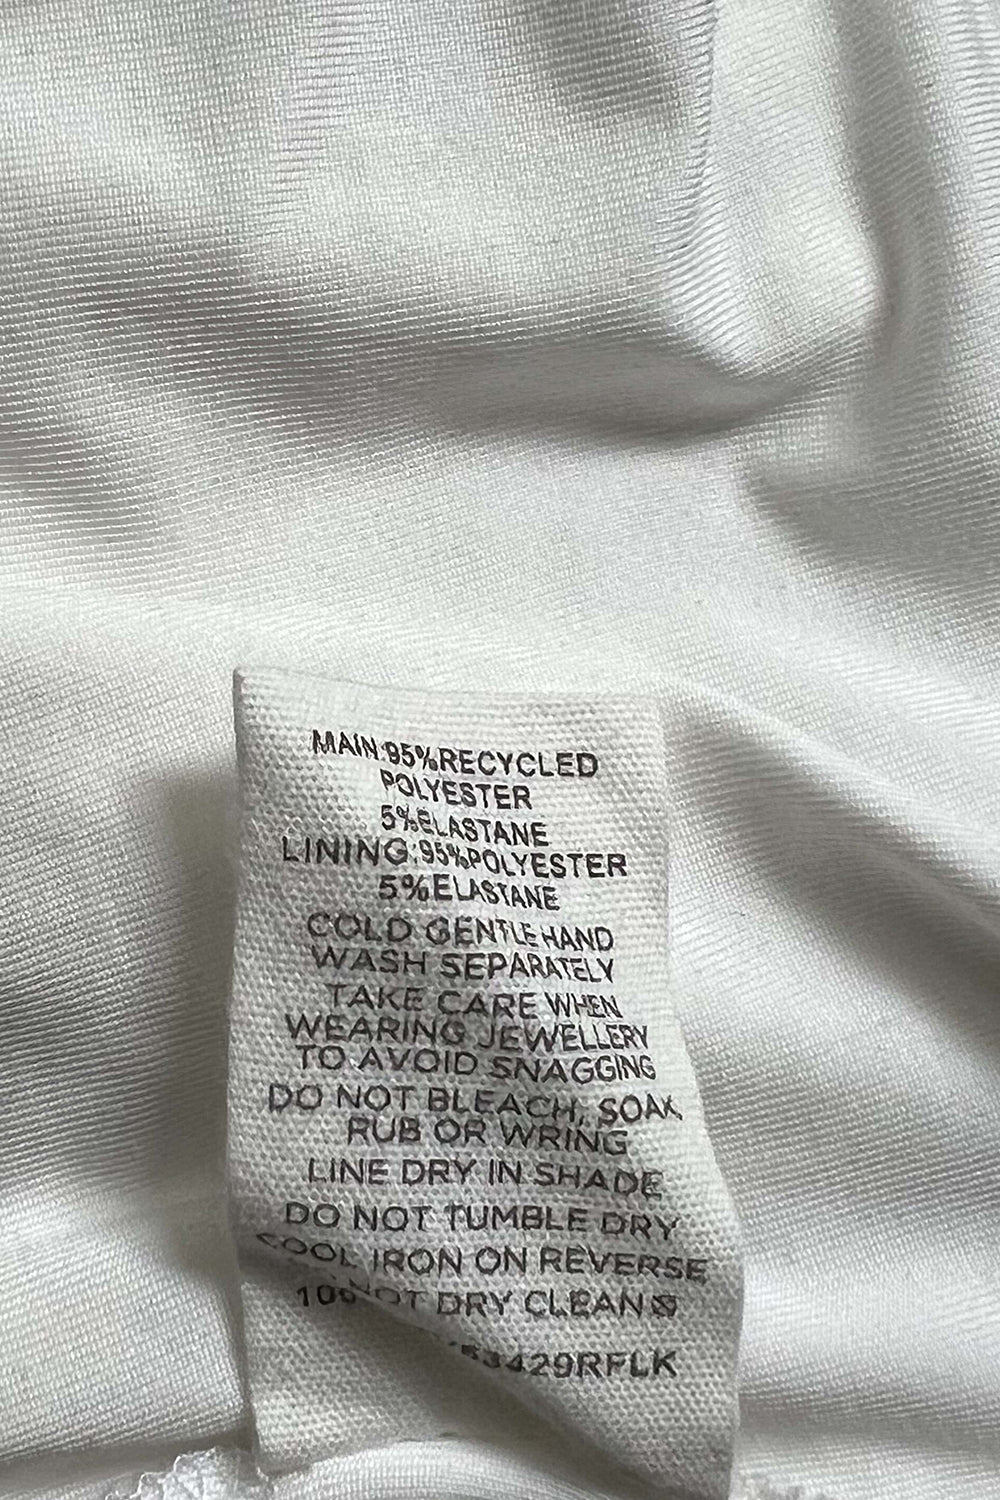 MAIN:95%RECYCLED
POLYESTER
5%ELASTANE
LINING:95%POLYESTER
5%ELASTANE
COLD GENTLE HAND
WASH SEPARATELY
TAKE CARE WHEN
WEARING JEWELLERY
TO AVOID SNAGGING
DO NOT BLEACH, SOAK,
RUB OR WRING
LINE DRY IN SHADE
DO NOT TUMBLE DRY
COOL IRON ON REVERSE
NOT DRY CLEAN
53429RFLK